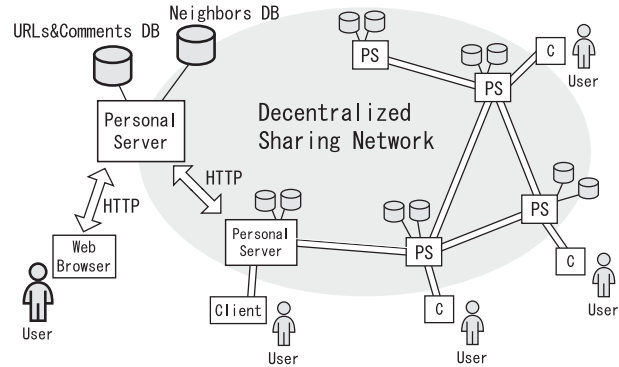 Neighbors DB
URLs&Comments DB
PS
C
User
PS
Personal
Server
Decentralized
Sharing Network
HTTP
HTTP
PS
Personal
Server
PS
Web
Browser
C
User
Client
C
User
User
User